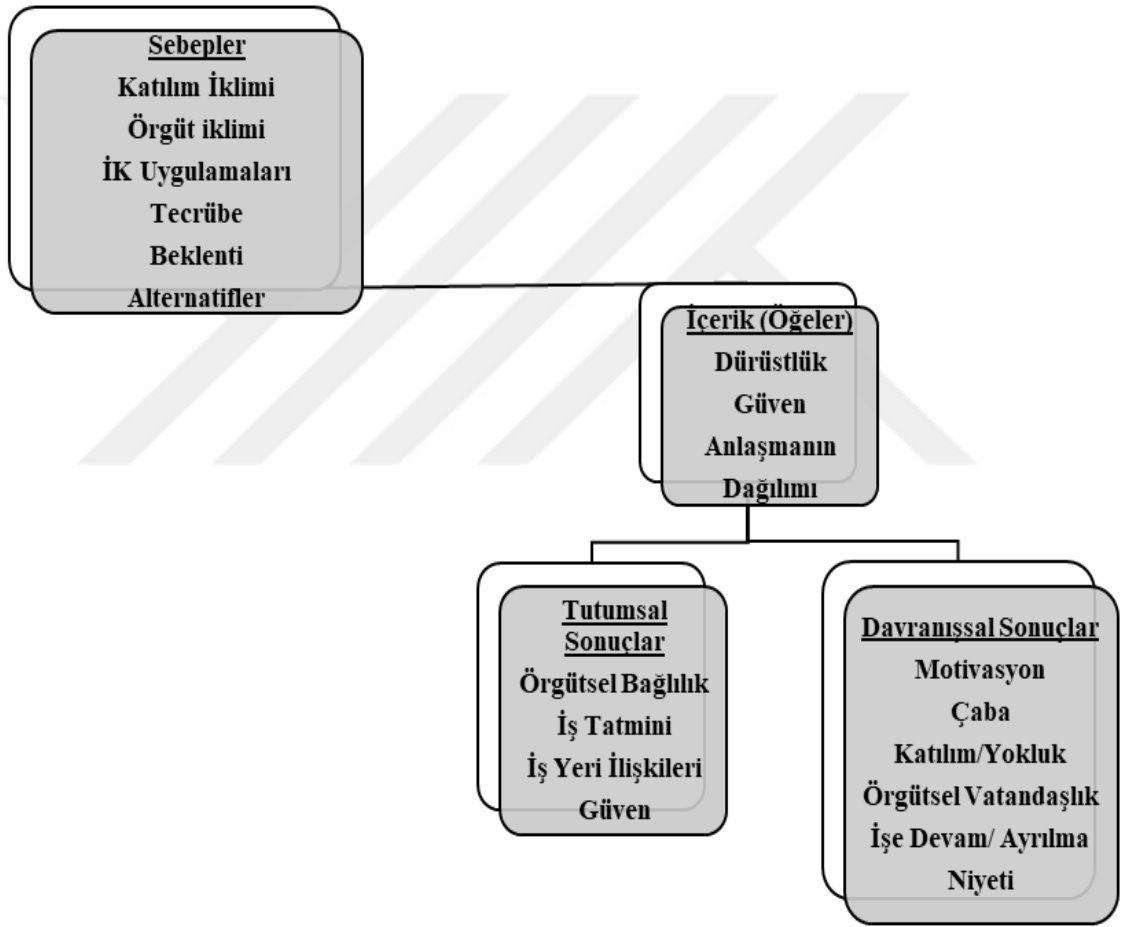 Sebepler
Katılım İklimi
Örgüt iklimi
İK Uygulamaları
Tecrübe
Beklenti
Alternatifler
İçerik (Öğeler)
Dürüstlük
Güven
Anlaşmanın
Dağılımı
Tutumsal
Sonuçlar
Örgütsel Bağlılık
İş Tatmini
İş Yeri İlişkileri
Güven
Davranışsal Sonuçlar
Motivasyon
Çaba
Katılım/Yokluk
Örgütsel Vatandaşlık
İşe Devam/ Ayrılma
Niyeti